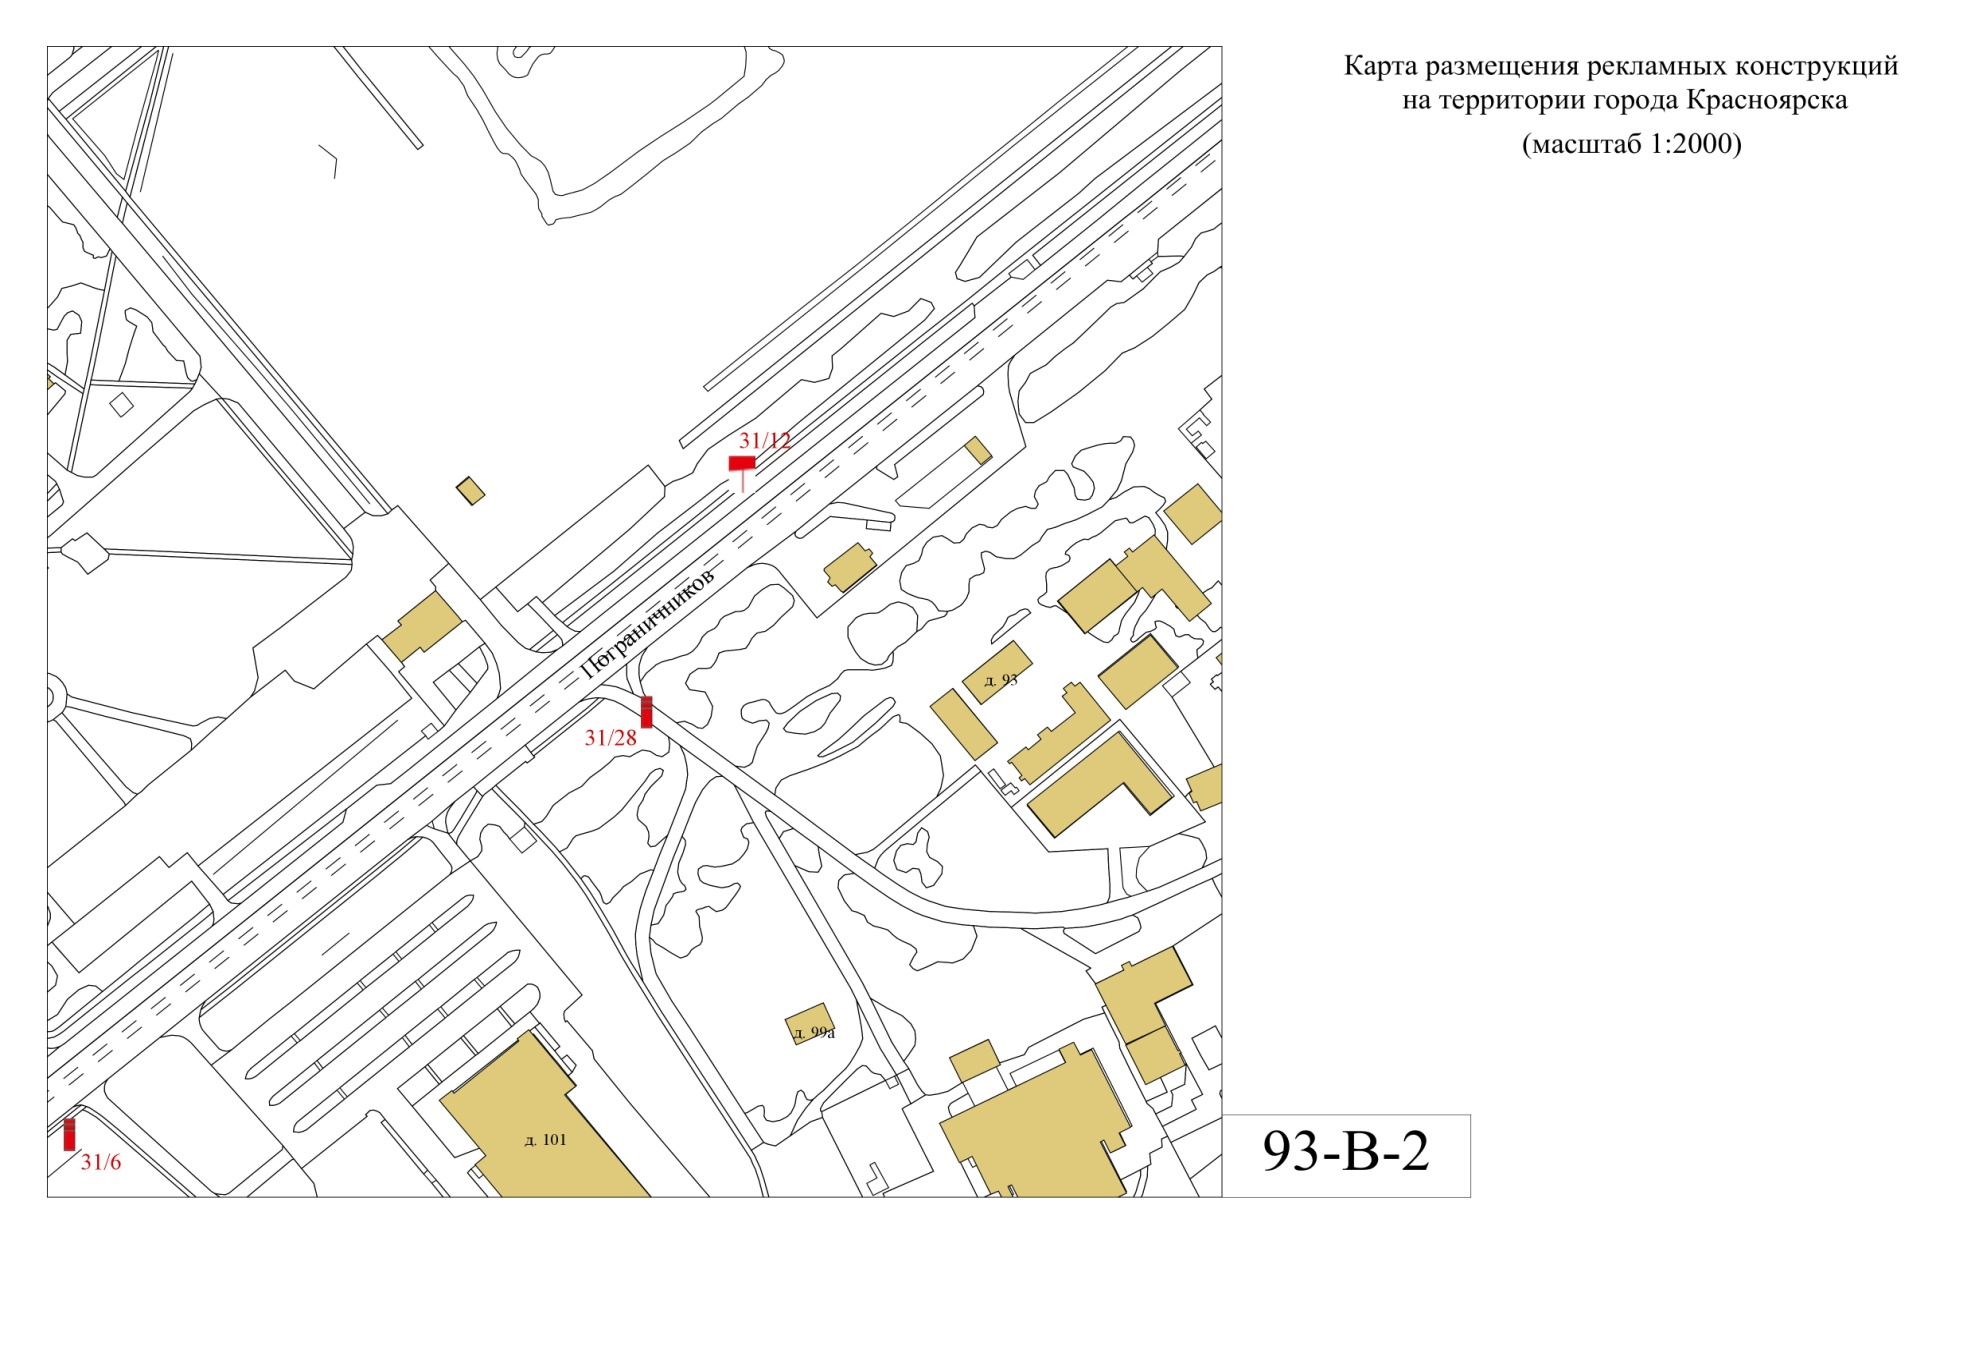 Карта размещения рекламных конструкций
на территории города Красноярска
(масштаб 1:2000)
31/12
Пограничников
д. 93
31/28
д. 99а
д. 101
31/6
93-В-2